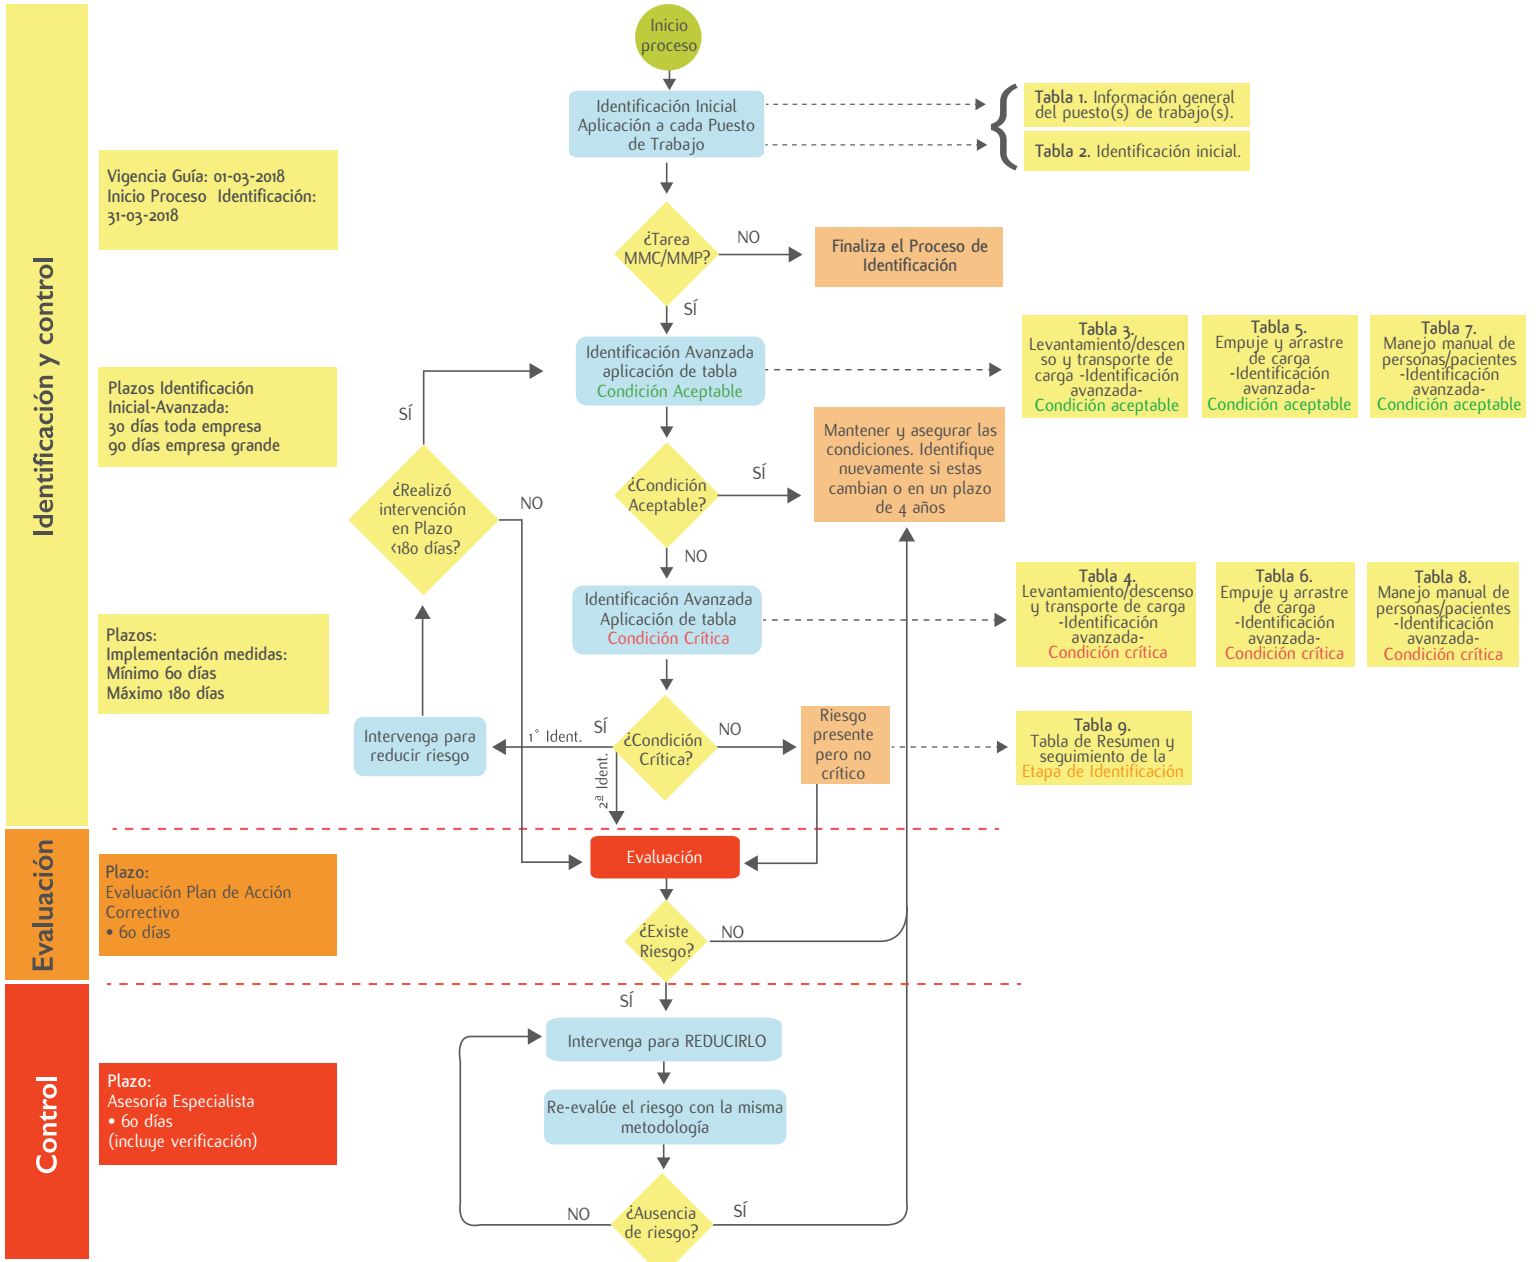 Inicio
proceso
Identificación Inicial
Aplicación a cada Puesto
de Trabajo
Tabla 1. Información general
del puesto(s) de trabajo(s).
Tabla 2. Identificación inicial.
Identificación y control
Vigencia Guía: 01-03-2018
Inicio Proceso Identificación:
31-03-2018
¿Tarea
MMC/MMP?
NO
Finaliza el Proceso de
Identificación
SÍ
Identificación Avanzada
aplicación de tabla
Condición Aceptable
Tabla 3.
Levantamiento/descen
so y transporte de
carga -Identificación
avanzada-
Condición aceptable
Tabla 5.
Empuje y arrastre
de carga
-Identificación
avanzada-
Condición aceptable
Tabla 7.
Manejo manual de
personas/pacientes
-Identificación
avanzada-
Condición aceptable
Plazos Identificación
Inicial-Avanzada:
30 días toda empresa
90 días empresa grande
SÍ
¿Realizó
intervención
en Plazo
<180 días?
NO
¿Condición
Aceptable?
SÍ
Mantener y asegurar las
condiciones. Identifique
nuevamente si estas
cambian o en un plazo
de 4 años
NO
Identificación Avanzada
Aplicación de tabla
Condición Crítica
Tabla 4.
Levantamiento/descenso
y transporte de carga
-Identificación
avanzada-
Condición crítica
Tabla 6.
Empuje y arrastre
de carga
-Identificación
avanzada-
Condición crítica
Tabla 8.
Manejo manual de
personas/pacientes
-Identificación
avanzada-
Condición crítica
Plazos:
Implementación medidas:
Mínimo 60 días
Máximo 180 días
Intervenga para
reducir riesgo
1° Ident.
SÍ
2ª Ident.
¿Condición
Crítica?
NO
Riesgo
presente
pero no
crítico
Tabla 9.
Tabla de Resumen y
seguimiento de la
Etapa de Identificación
Evaluación
Plazo:
Evaluación Plan de Acción
Correctivo
• 60 días
Evaluación
¿Existe
Riesgo?
NO
SÍ
Control
Plazo:
Asesoría Especialista
• 60 días
(incluye verificación)
Intervenga para REDUCIRLO
Re-evalúe el riesgo con la misma
metodología
NO
¿Ausencia
de riesgo?
SÍ